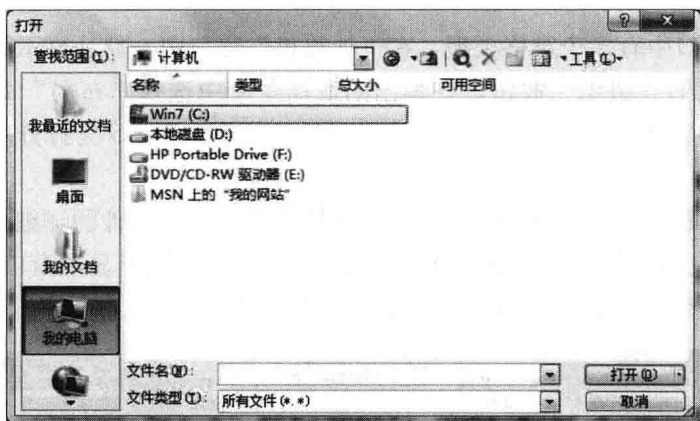 打开
查找范围(I): 计算机 工具(L)
名称 类型 总大小 可用空间
Win7 (C:)
本地磁盘 (D:)
HP Portable Drive (F:)
DVD/CD-RW 驱动器 (E:)
MSN 上的 “我的网站”
我最近的文档
桌面
我的文档
我的电脑
文件名(N): 打开(O)
文件类型(T): 所有文件 (*.*) 取消